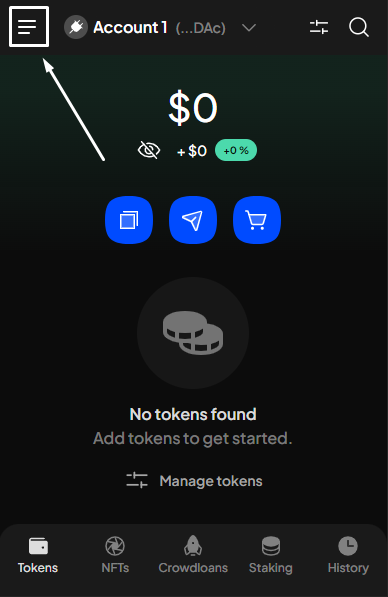 Account 1 (...DAc)
$0
+ $0 +0 %
No tokens found
Add tokens to get started.
Manage tokens
Tokens NFTs Crowdloans Staking History